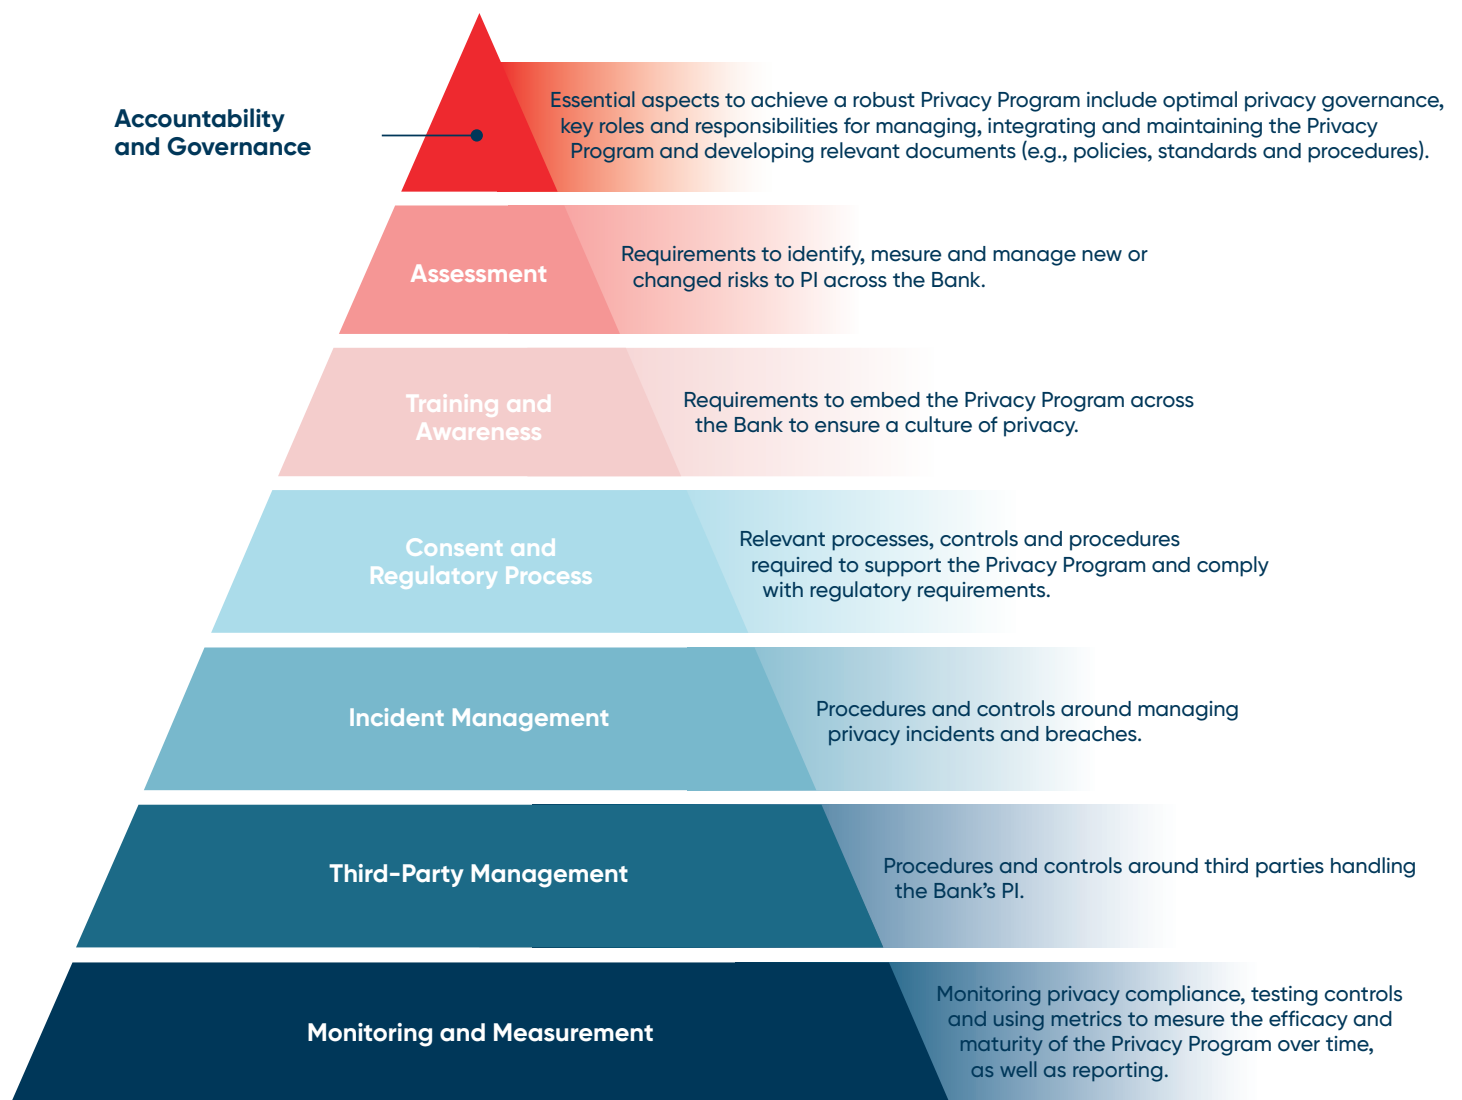 Accountability
and Governance
Essential aspects to achieve a robust Privacy Program include optimal privacy governance,
key roles and responsibilities for managing, integrating and maintaining the Privacy
Program and developing relevant documents (e.g., policies, standards and procedures).
Assessment
Requirements to identify, mesure and manage new or
changed risks to PI across the Bank.
Training and
Awareness
Requirements to embed the Privacy Program across
the Bank to ensure a culture of privacy.
Consent and
Regulatory Process
Relevant processes, controls and procedures
required to support the Privacy Program and comply
with regulatory requirements.
Incident Management
Procedures and controls around managing
privacy incidents and breaches.
Third-Party Management
Procedures and controls around third parties handling
the Bank’s PI.
Monitoring and Measurement
Monitoring privacy compliance, testing controls
and using metrics to mesure the efficacy and
maturity of the Privacy Program over time,
as well as reporting.